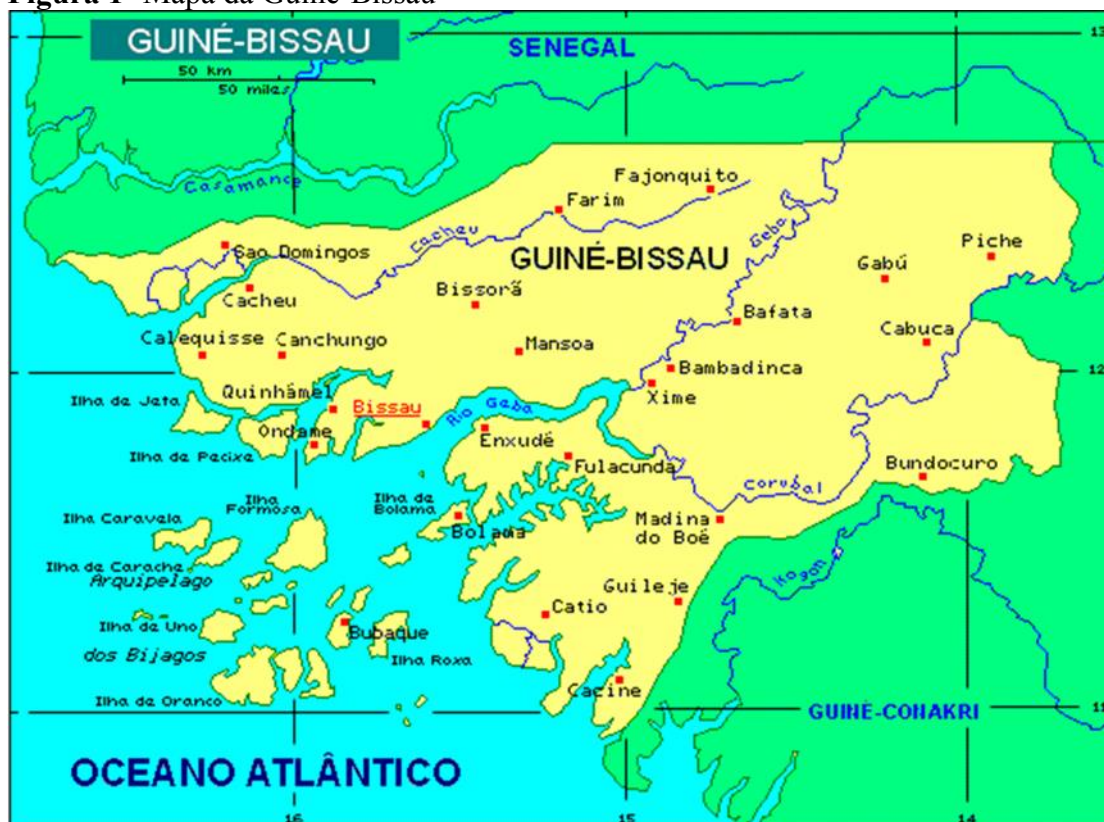 Figura 1- Mapa da Guiné-Bissau
GUINÉ-BISSAU
50 km
50 miles
SENEGAL
13
Casamance
Fajonquito
Farim
Cacheu
Geba
Sao Domingos
GUINÉ-BISSAU
Piche
Gabú
Cacheu
Bissorã
Bafata
Cabuca
Calequisse
Canchungo
Mansoa
Bambadinca
12
Xime
Quinhámel
Ilha de Jeta
Bissau
Rio Geba
Ondame
Enxudé
Ilha de Pecixe
Fulacunda
Bundocuro
Corubal
Ilha
Formosa
Ilha de
Bolama
Ilha Caravela
Bolama
Madina
do Boé
Ilha de Carache
Arquipelago
Kogon
Guileje
Catio
Ilha de Uno
Bubaque
dos Bijagos
Ilha Roxa
Cacine
Ilha de Oranco
11
GUINÉ-CONAKRI
OCEANO ATLÂNTICO
16
15
14